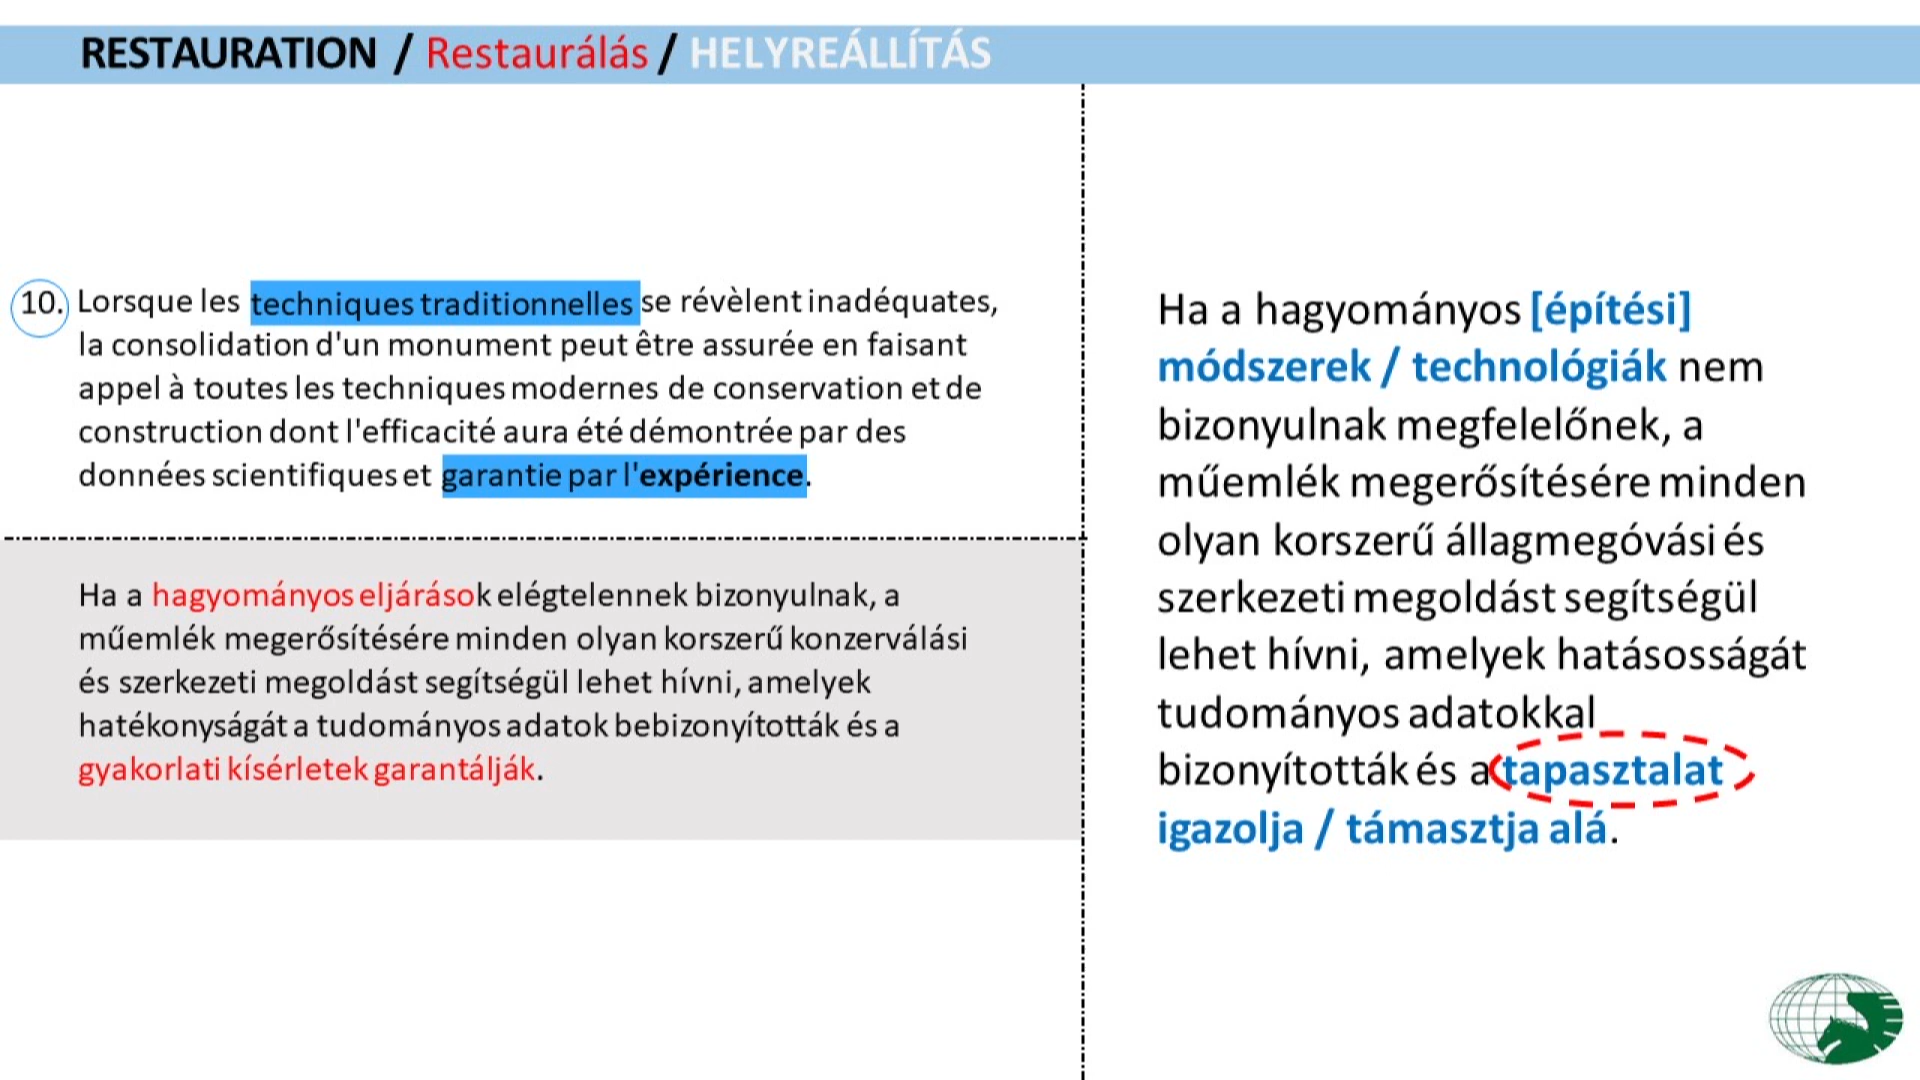 RESTAURATION / Restaurálás / HELYREÁLLÍTÁS
10. Lorsque les techniques traditionnelles se révèlent inadéquates,
la consolidation d'un monument peut être assurée en faisant
appel à toutes les techniques modernes de conservation et de
construction dont l'efficacité aura été démontrée par des
données scientifiques et garantie par l'expérience.
Ha a hagyományos eljárások elégtelennek bizonyulnak, a
műemlék megerősítésére minden olyan korszerű konzerválási
és szerkezeti megoldást segítségül lehet hívni, amelyek
hatékonyságát a tudományos adatok bebizonyították és a
gyakorlati kísérletek garantálják.
Ha a hagyományos [építési]
módszerek / technológiák nem
bizonyulnak megfelelőnek, a
műemlék megerősítésére minden
olyan korszerű állagmegóvási és
szerkezeti megoldást segítségül
lehet hívni, amelyek hatásosságát
tudományos adatokkal
bizonyították és a tapasztalat
igazolja / támasztja alá.